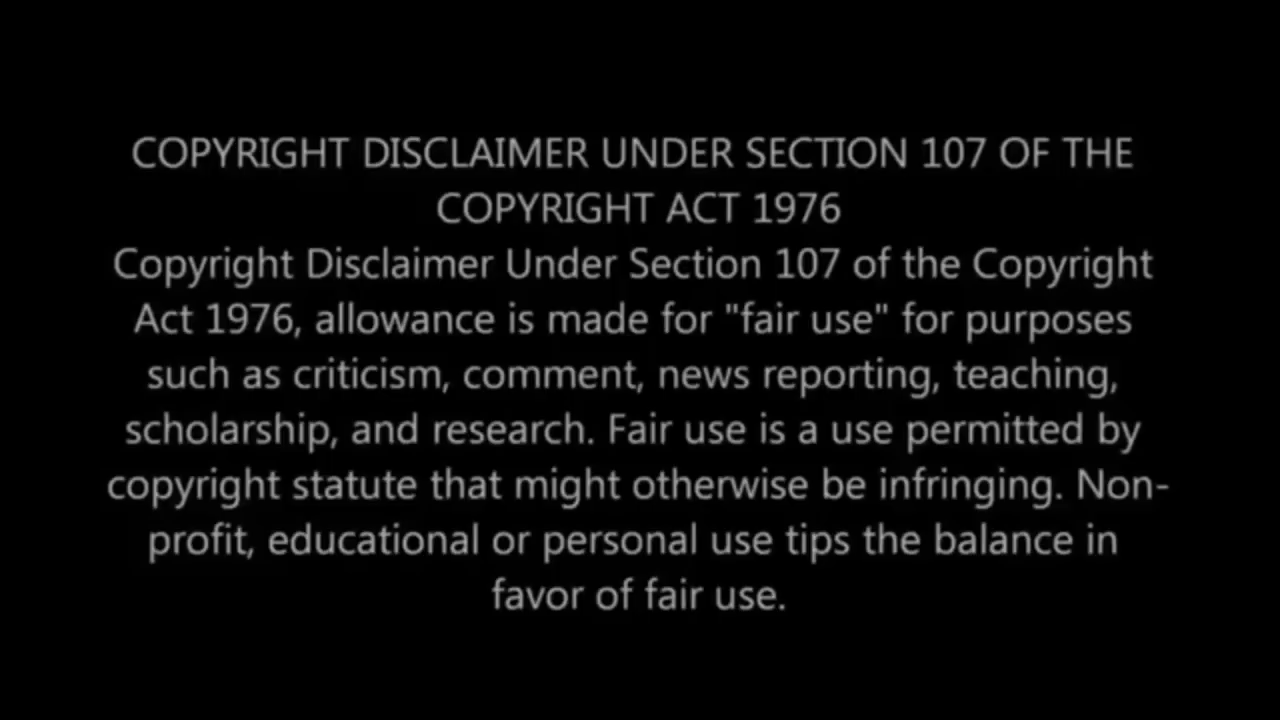 COPYRIGHT DISCLAIMER UNDER SECTION 107 OF THE
COPYRIGHT ACT 1976
Copyright Disclaimer Under Section 107 of the Copyright
Act 1976, allowance is made for "fair use" for purposes
such as criticism, comment, news reporting, teaching,
scholarship, and research. Fair use is a use permitted by
copyright statute that might otherwise be infringing. Non-
profit, educational or personal use tips the balance in
favor of fair use.